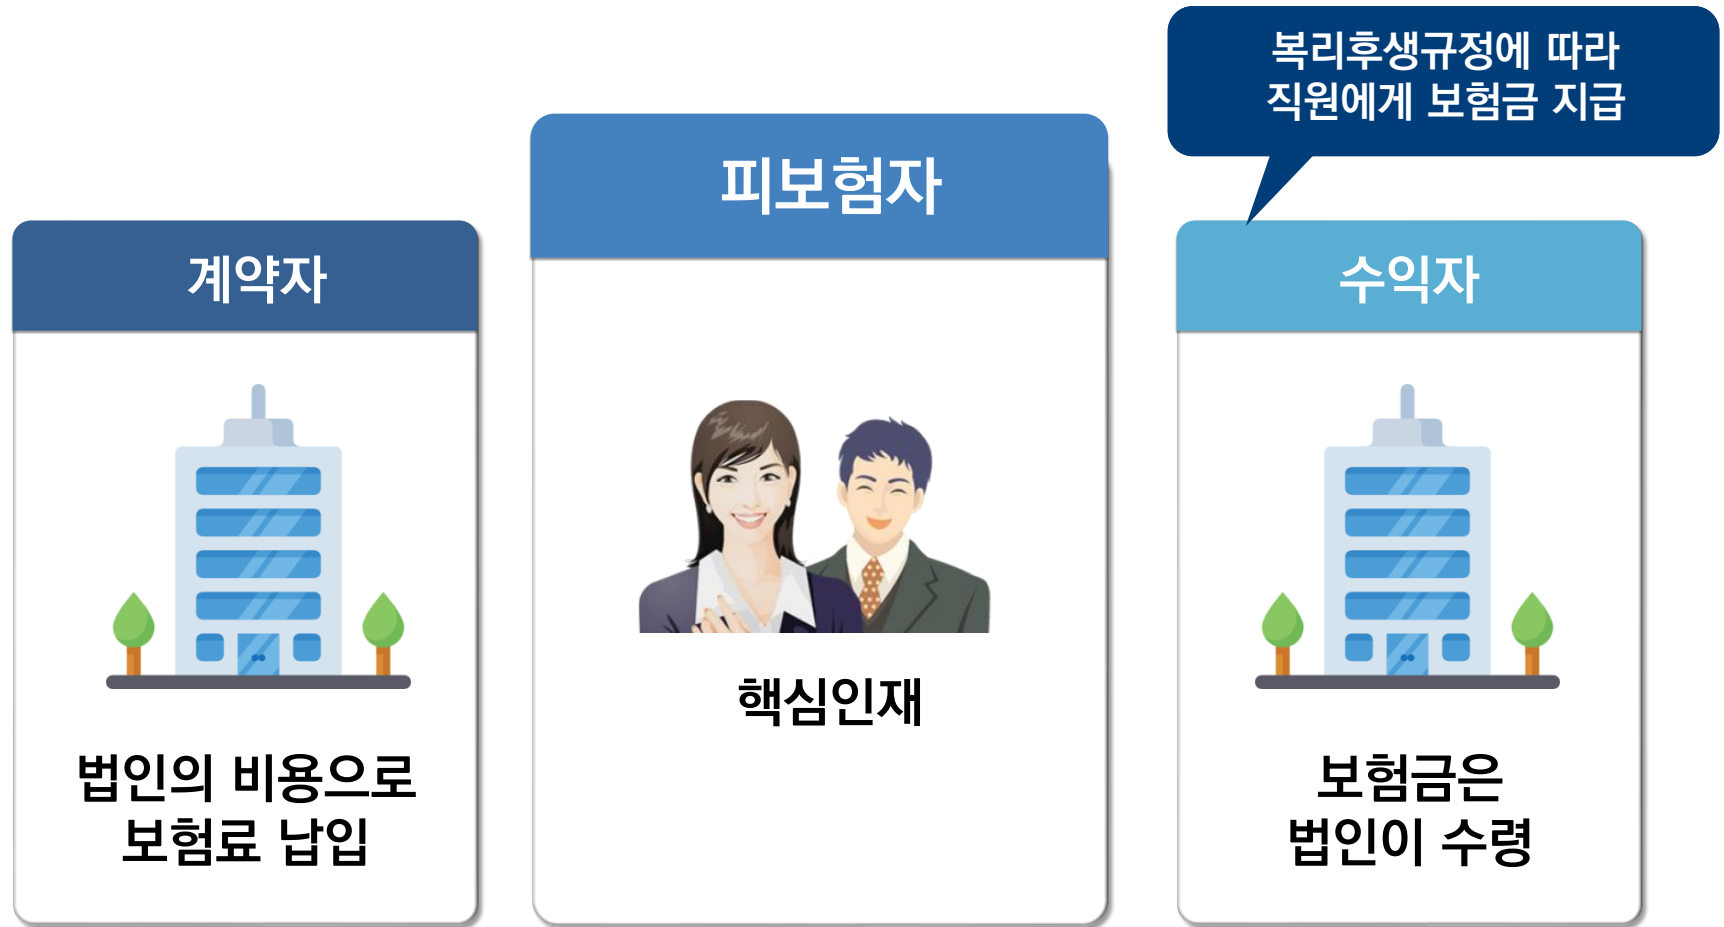 복리후생규정에 따라
직원에게 보험금 지급
계약자
법인의 비용으로
보험료 납입
피보험자
핵심인재
수익자
보험금은
법인이 수령